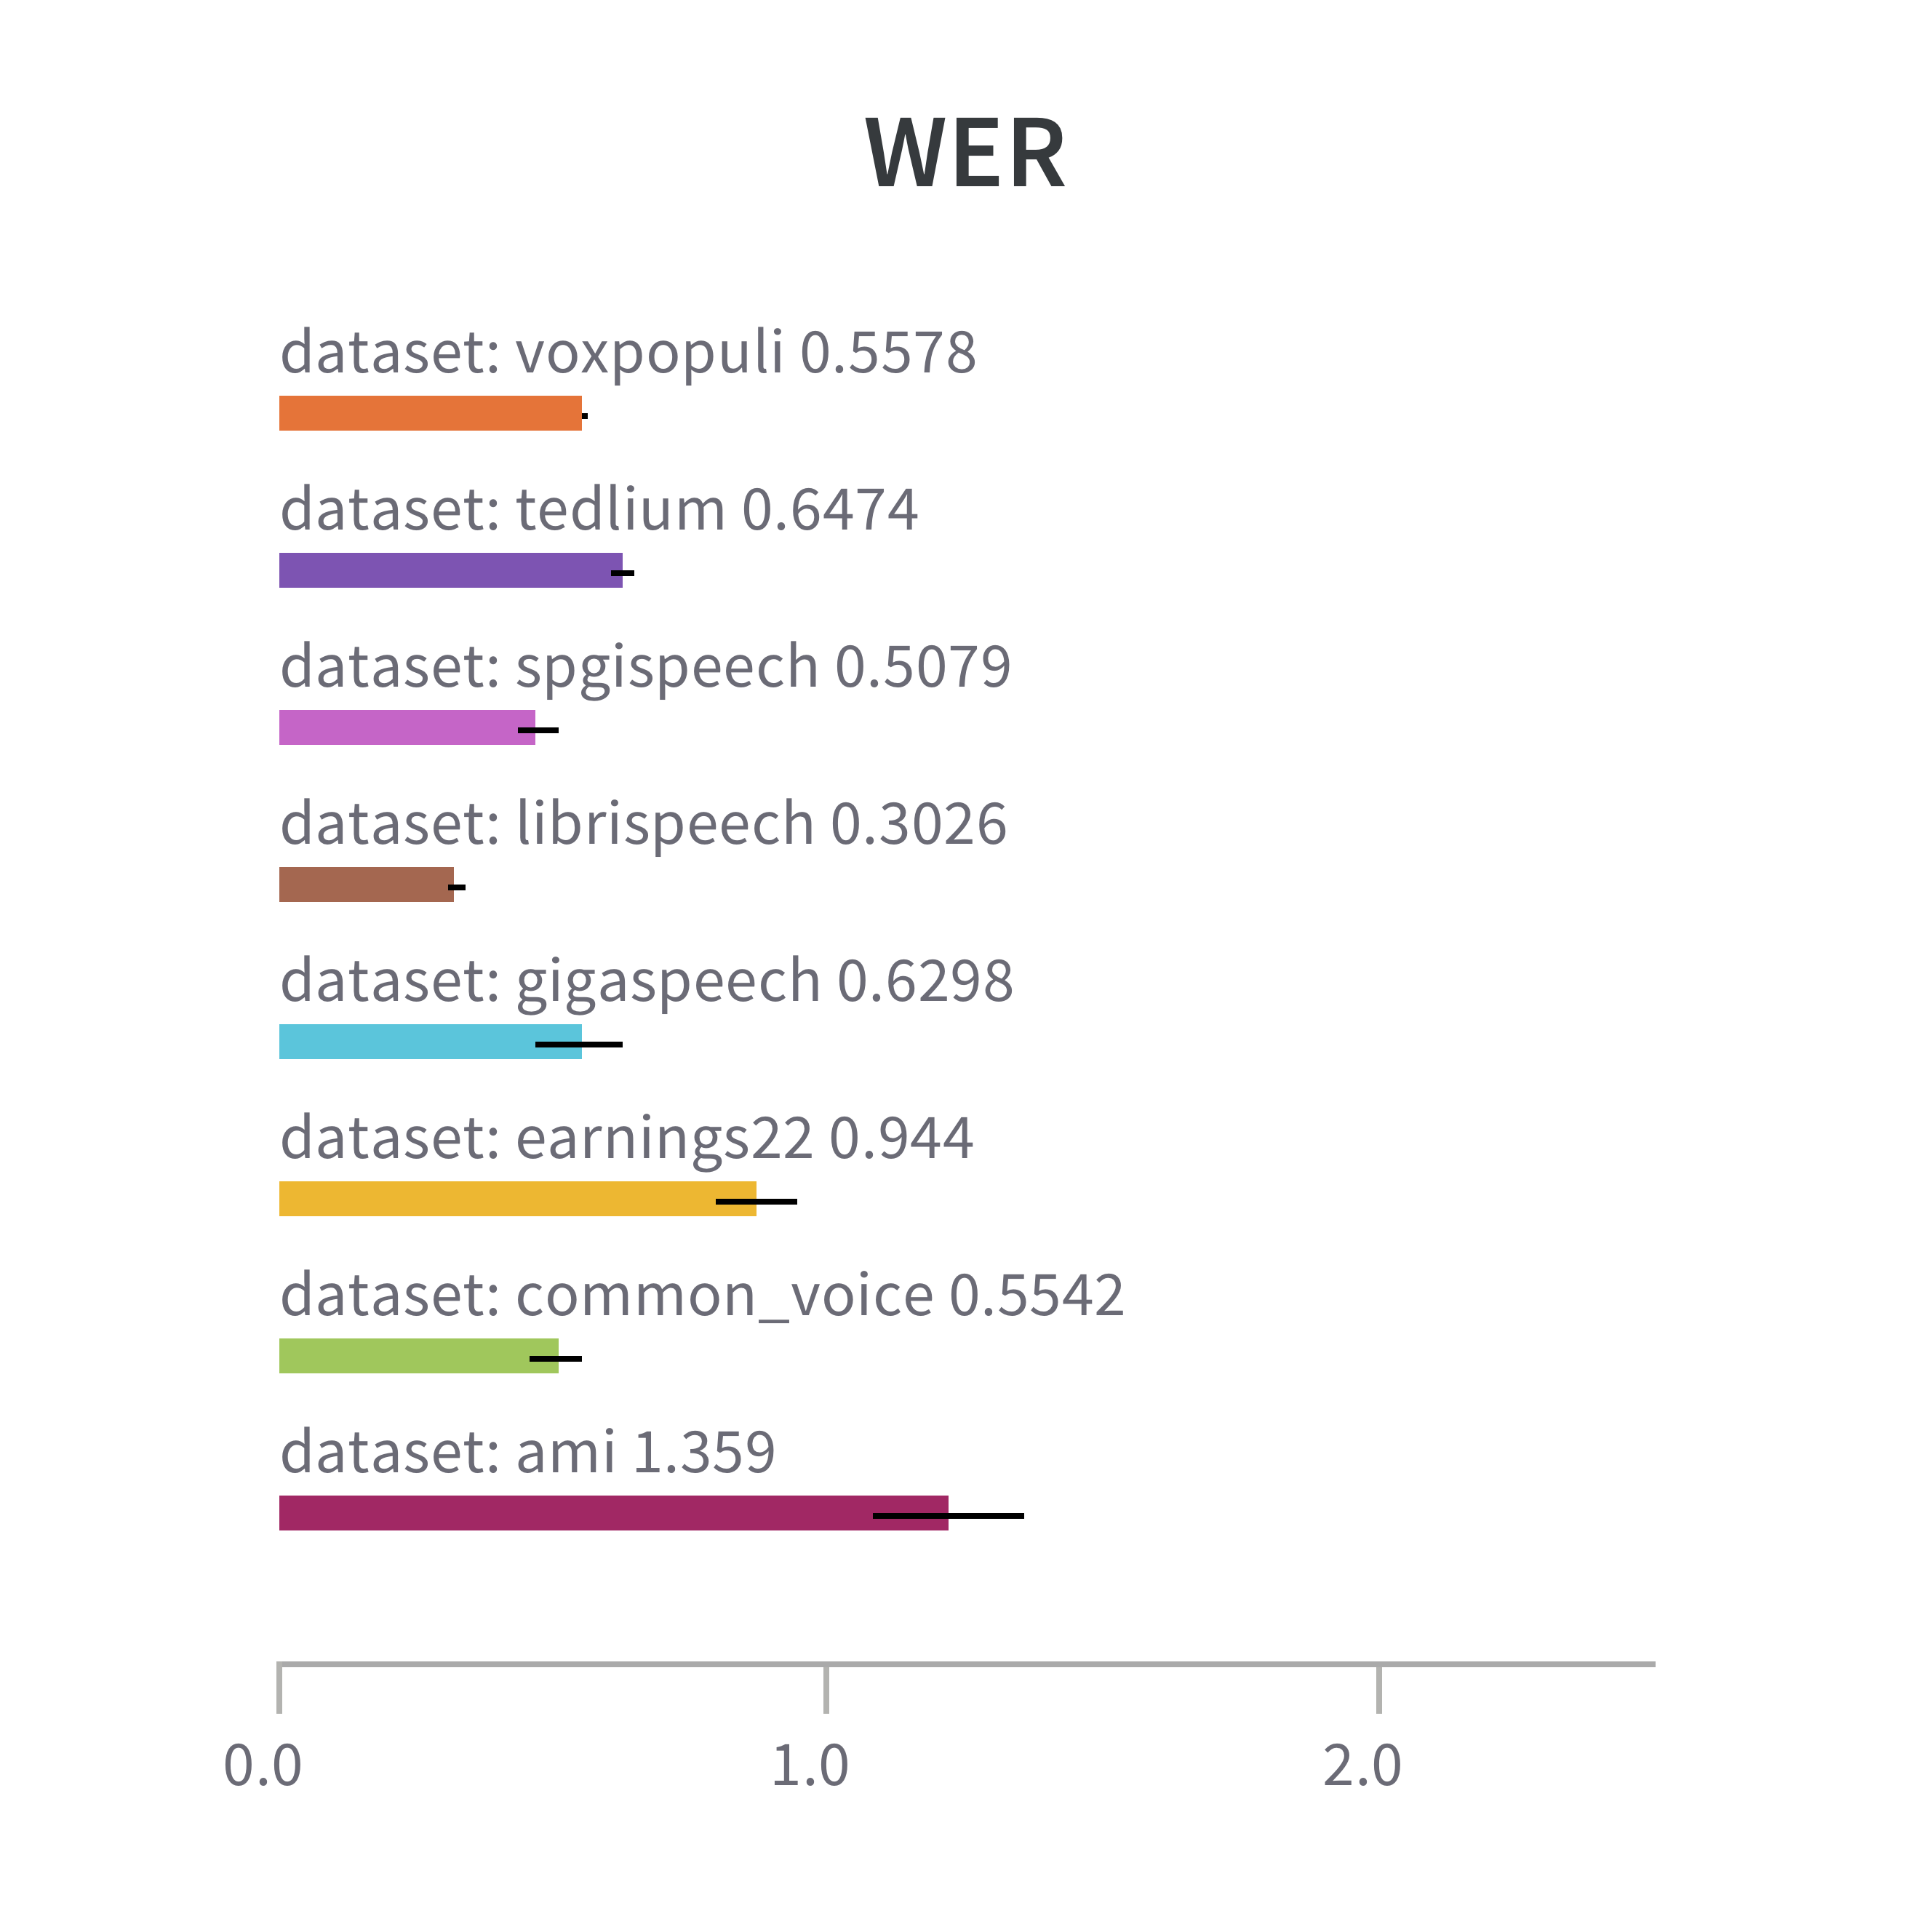 WER
dataset: voxpopuli 0.5578
dataset: tedlium 0.6474
dataset: spgispeech 0.5079
dataset: librispeech 0.3026
dataset: gigaspeech 0.6298
dataset: earnings22 0.944
dataset: common_voice 0.5542
dataset: ami 1.359
0.0 1.0 2.0